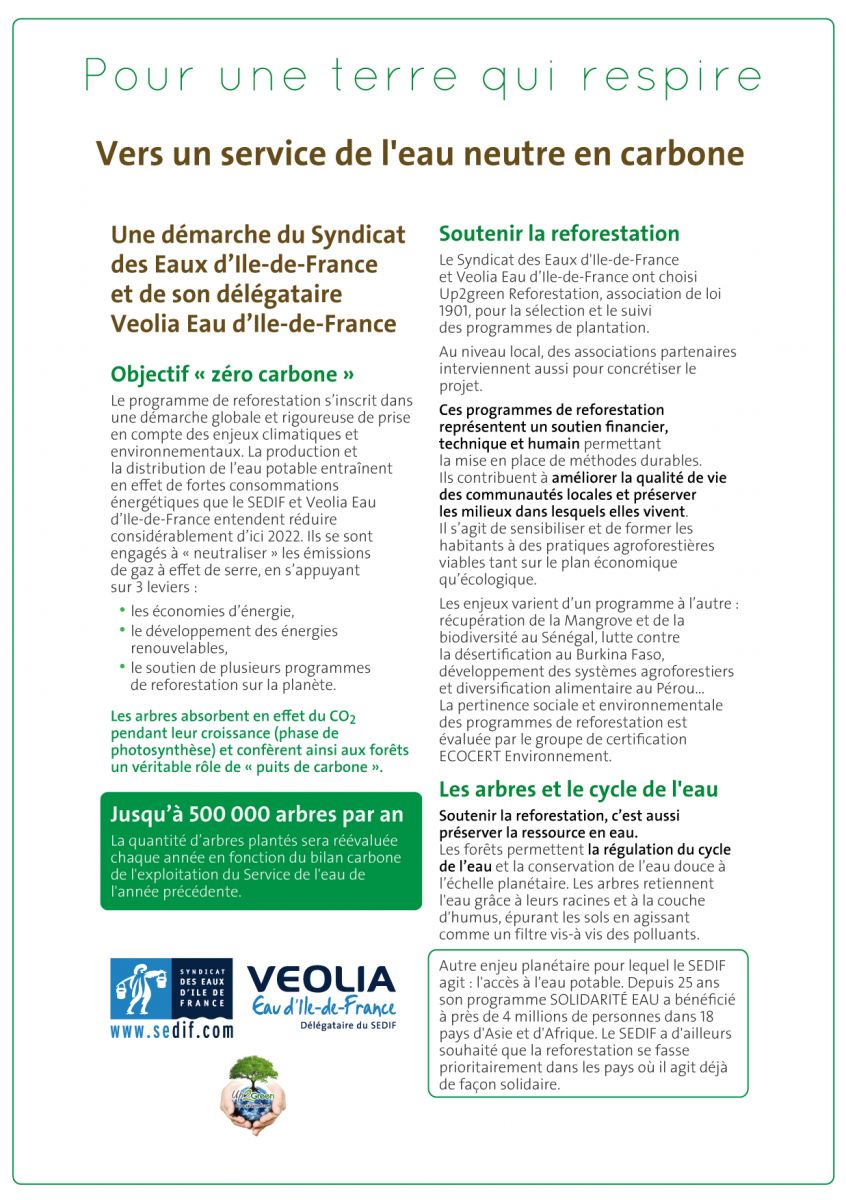 Pour une terre qui respire
Vers un service de l'eau neutre en carbone
Une démarche du Syndicat
des Eaux d’Ile-de-France
et de son délégataire
Veolia Eau d’Ile-de-France
Objectif « zéro carbone »
Le programme de reforestation s’inscrit dans
une démarche globale et rigoureuse de prise
en compte des enjeux climatiques et
environnementaux. La production et
la distribution de l’eau potable entraînent
en effet de fortes consommations
énergétiques que le SEDIF et Veolia Eau
d’Ile-de-France entendent réduire
considérablement d’ici 2022. Ils se sont
engagés à « neutraliser » les émissions
de gaz à effet de serre, en s’appuyant
sur 3 leviers :
• les économies d’énergie,
• le développement des énergies
renouvelables,
• le soutien de plusieurs programmes
de reforestation sur la planète.
Les arbres absorbent en effet du CO2
pendant leur croissance (phase de
photosynthèse) et confèrent ainsi aux forêts
un véritable rôle de « puits de carbone ».
Jusqu’à 500 000 arbres par an
La quantité d’arbres plantés sera réévaluée
chaque année en fonction du bilan carbone
de l'exploitation du Service de l'eau de
l'année précédente.
SYNDICAT
DES EAUX
D'ILE DE
FRANCE
www.sedif.com
VEOLIA
Eau d'Ile-de-France
Délégataire du SEDIF
Up2Green
Soutenir la reforestation
Le Syndicat des Eaux d'Ile-de-France
et Veolia Eau d’Ile-de-France ont choisi
Up2green Reforestation, association de loi
1901, pour la sélection et le suivi
des programmes de plantation.
Au niveau local, des associations partenaires
interviennent aussi pour concrétiser le
projet.
Ces programmes de reforestation
représentent un soutien financier,
technique et humain permettant
la mise en place de méthodes durables.
Ils contribuent à améliorer la qualité de vie
des communautés locales et préserver
les milieux dans lesquels elles vivent.
Il s’agit de sensibiliser et de former les
habitants à des pratiques agroforestières
viables tant sur le plan économique
qu’écologique.
Les enjeux varient d’un programme à l’autre :
récupération de la Mangrove et de la
biodiversité au Sénégal, lutte contre
la désertification au Burkina Faso,
développement des systèmes agroforestiers
et diversification alimentaire au Pérou...
La pertinence sociale et environnementale
des programmes de reforestation est
évaluée par le groupe de certification
ECOCERT Environnement.
Les arbres et le cycle de l'eau
Soutenir la reforestation, c’est aussi
préserver la ressource en eau.
Les forêts permettent la régulation du cycle
de l’eau et la conservation de l’eau douce à
l’échelle planétaire. Les arbres retiennent
l'eau grâce à leurs racines et à la couche
d'humus, épurant les sols en agissant
comme un filtre vis-à vis des polluants.
Autre enjeu planétaire pour lequel le SEDIF
agit : l'accès à l'eau potable. Depuis 25 ans
son programme SOLIDARITÉ EAU a bénéficié
à près de 4 millions de personnes dans 18
pays d'Asie et d'Afrique. Le SEDIF a d'ailleurs
souhaité que la reforestation se fasse
prioritairement dans les pays où il agit déjà
de façon solidaire.